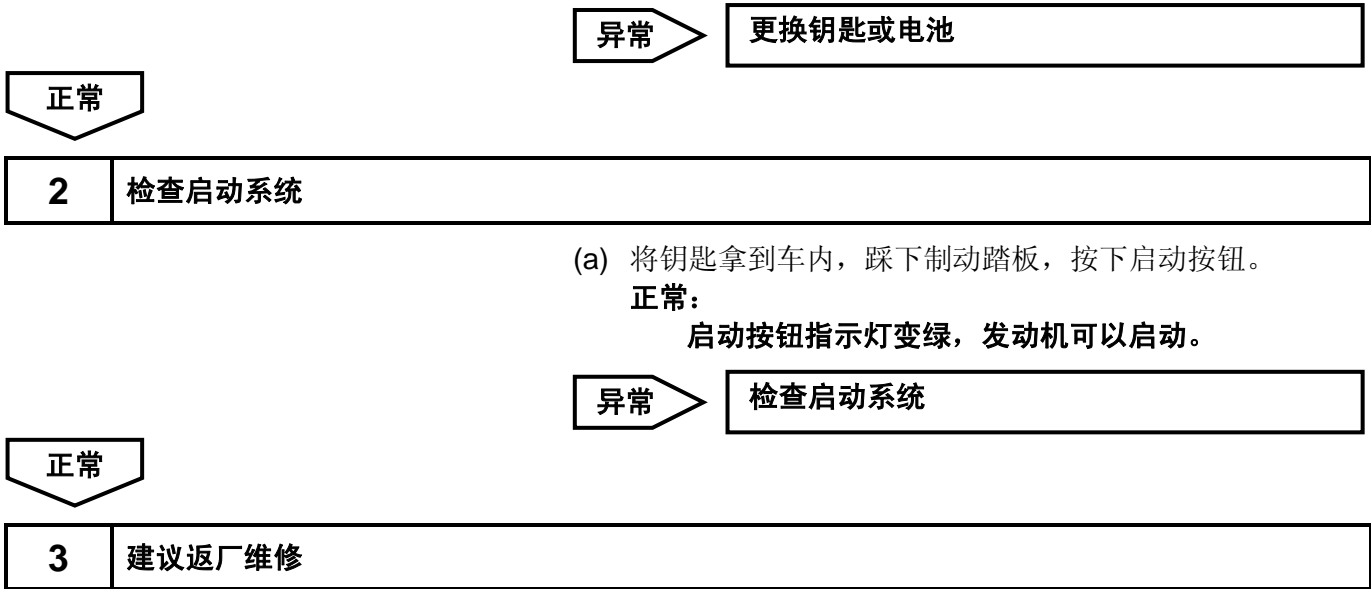 异常 更换钥匙或电池
正常
2 检查启动系统
(a) 将钥匙拿到车内，踩下制动踏板，按下启动按钮。
正常：
启动按钮指示灯变绿，发动机可以启动。
异常 检查启动系统
正常
3 建议返厂维修